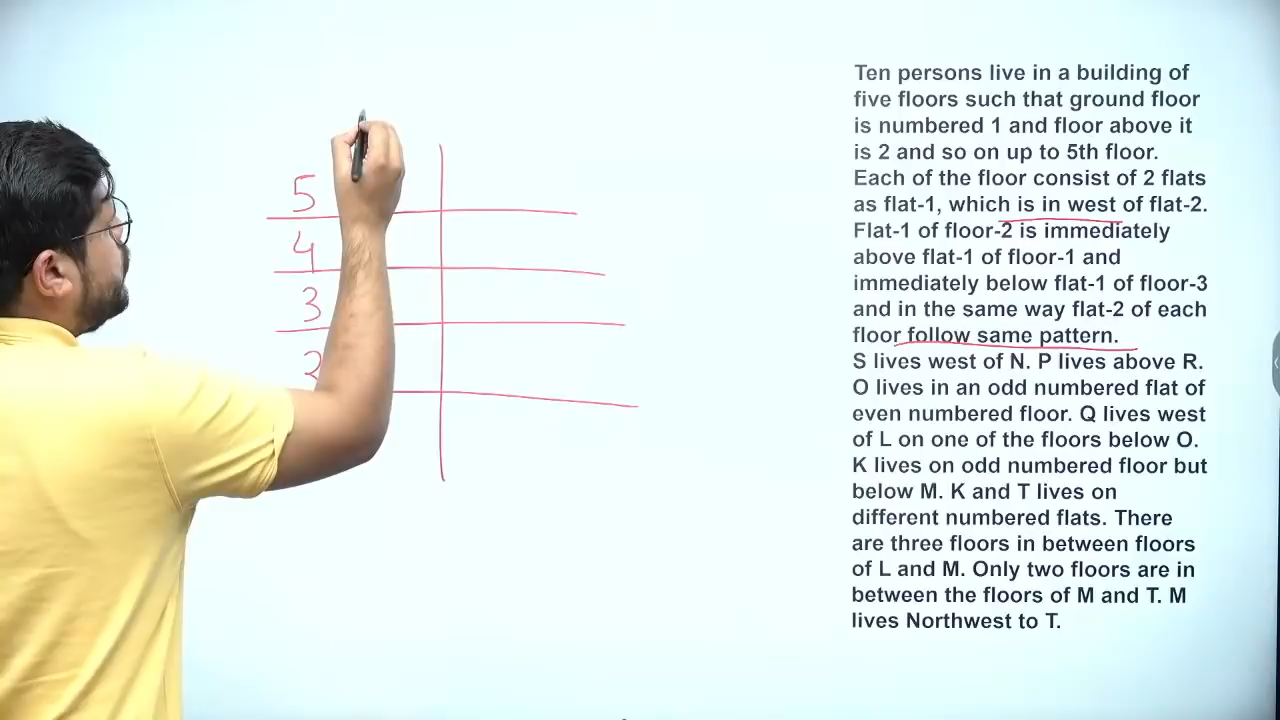 Ten persons live in a building of
five floors such that ground floor
is numbered 1 and floor above it
is 2 and so on up to 5th floor.
Each of the floor consist of 2 flats
as flat-1, which is in west of flat-2.
Flat-1 of floor-2 is immediately
above flat-1 of floor-1 and
immediately below flat-1 of floor-3
and in the same way flat-2 of each
floor follow same pattern.
S lives west of N. P lives above R.
O lives in an odd numbered flat of
even numbered floor. Q lives west
of L on one of the floors below O.
K lives on odd numbered floor but
below M. K and T lives on
different numbered flats. There
are three floors in between floors
of L and M. Only two floors are in
between the floors of M and T. M
lives Northwest to T.
5
4
3
2